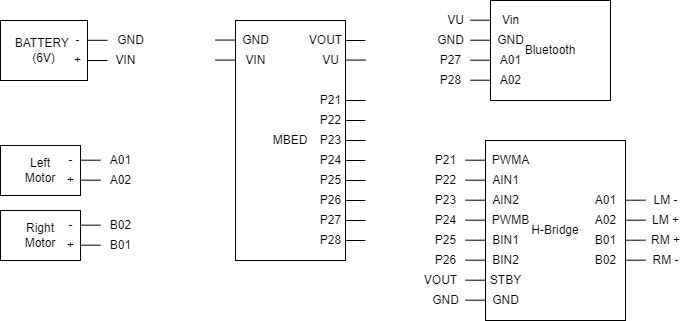 BATTERY
(6V)
- GND
+ VIN
Left
Motor
- A01
+ A02
Right
Motor
- B02
+ B01
GND VOUT
VIN VU
P21
P22
MBED P23
P24
P25
P26
P27
P28
VU Vin
GND GND
Bluetooth
P27 A01
P28 A02
P21 PWMA
P22 AIN1
P23 AIN2 A01 LM -
P24 PWMB A02 LM +
H-Bridge
P25 BIN1 B01 RM +
P26 BIN2 B02 RM -
VOUT STBY
GND GND